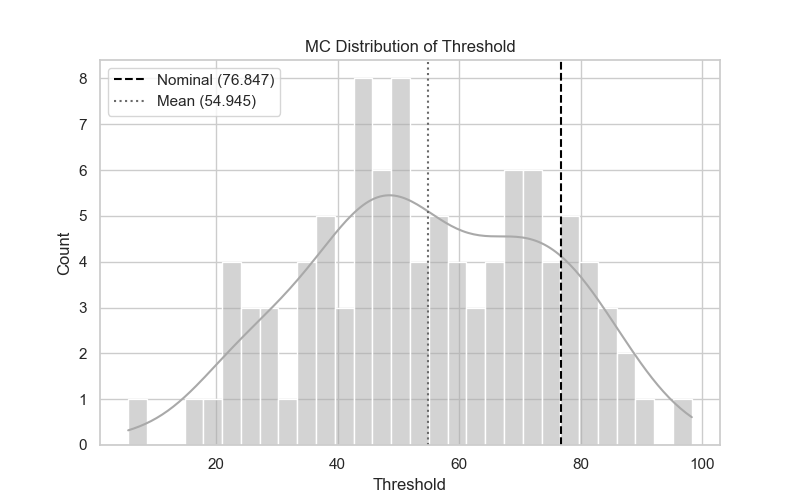 MC Distribution of Threshold
Nominal (76.847)
Mean (54.945)
8
7
6
5
4
3
2
1
0
Count
20 40 60 80 100
Threshold